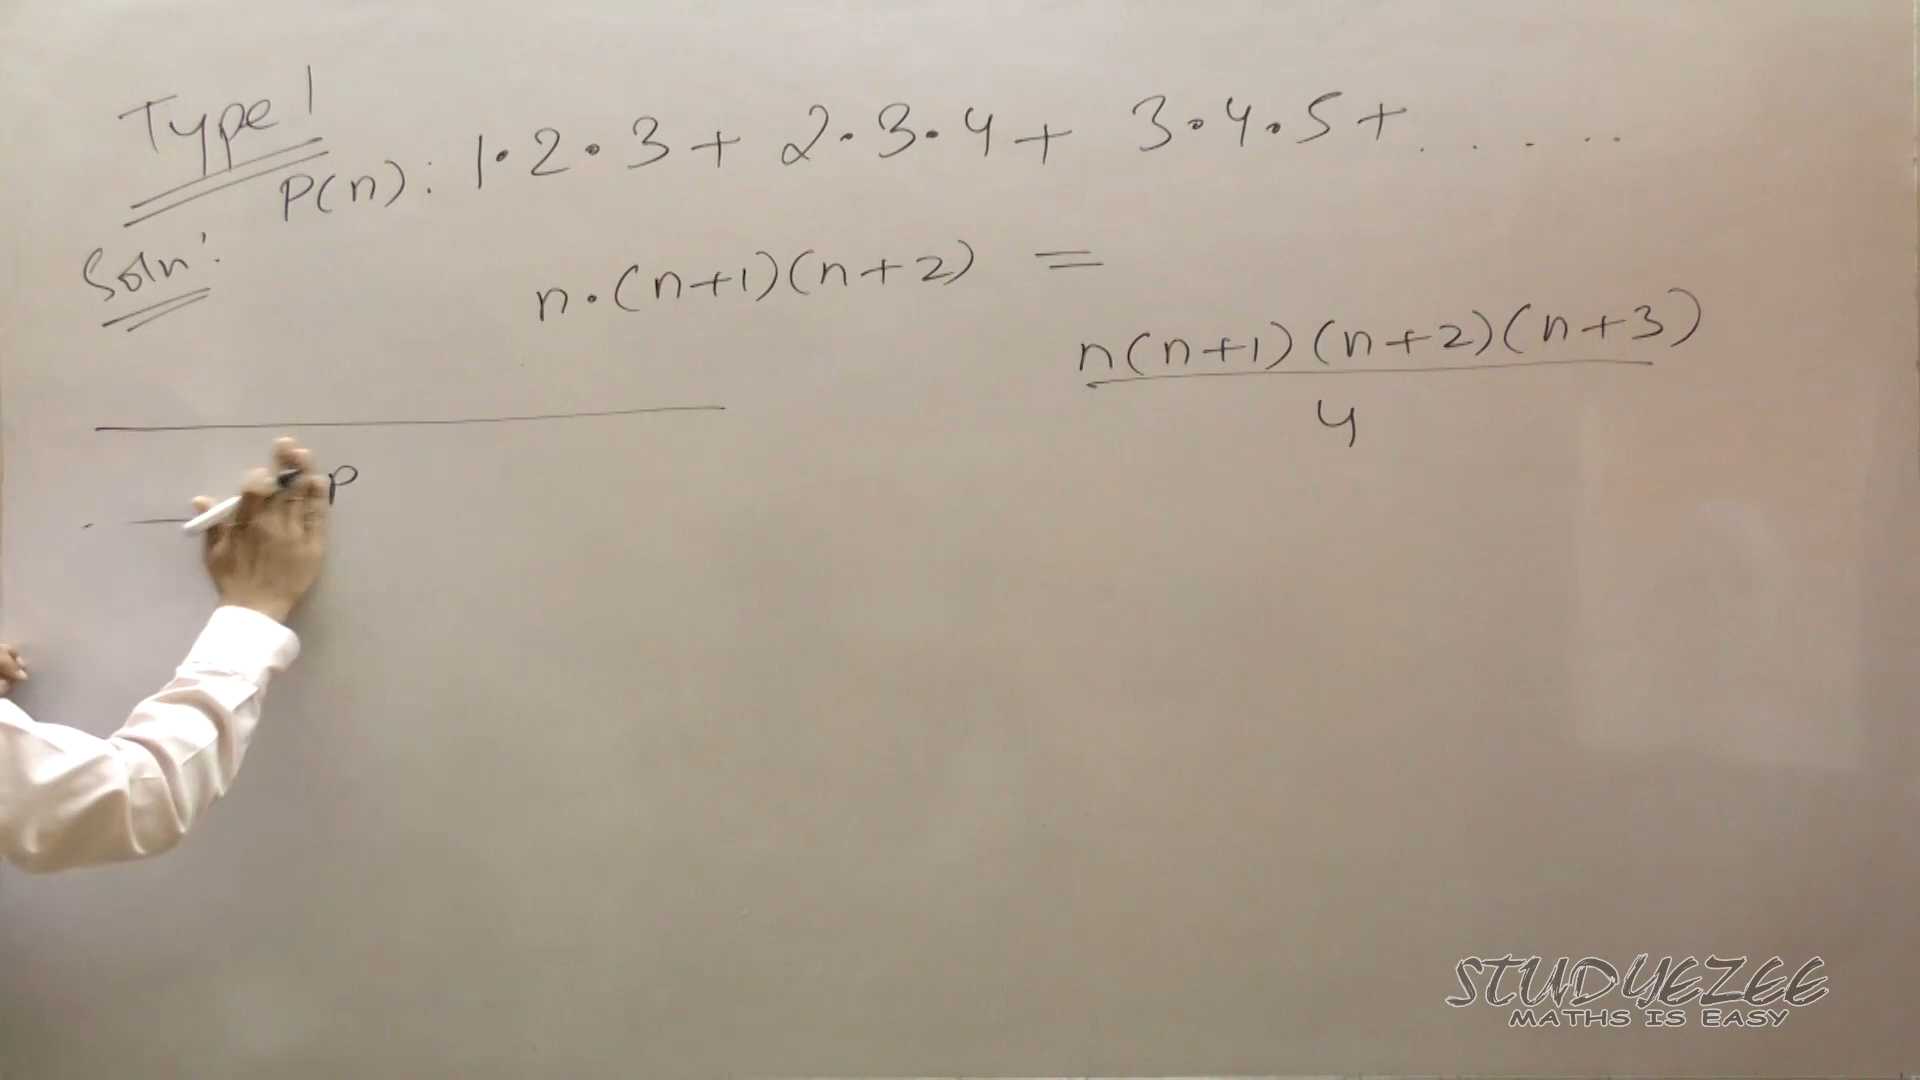 Type 1
P(n): 1·2·3 + 2·3·4 + 3·4·5 + .....
Soln:
n·(n+1)(n+2) =
n(n+1)(n+2)(n+3)
4
P
STUDYEZEE
MATHS IS EASY